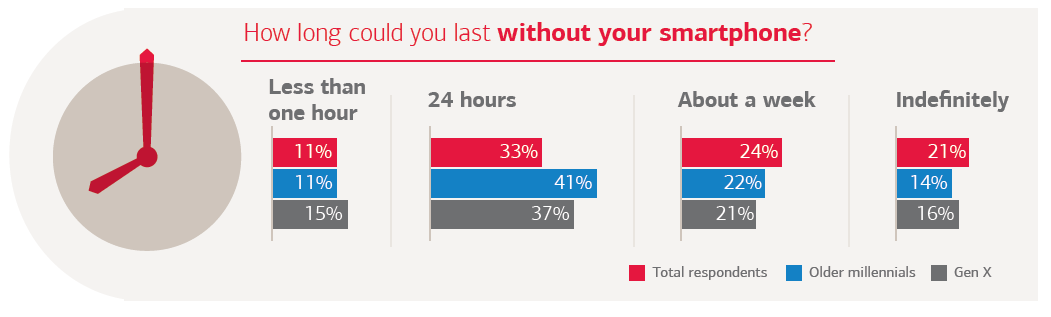 How long could you last without your smartphone?
Less than
one hour
11%
11%
15%
24 hours
33%
41%
37%
About a week
24%
22%
21%
Indefinitely
21%
14%
16%
Total respondents
Older millennials
Gen X